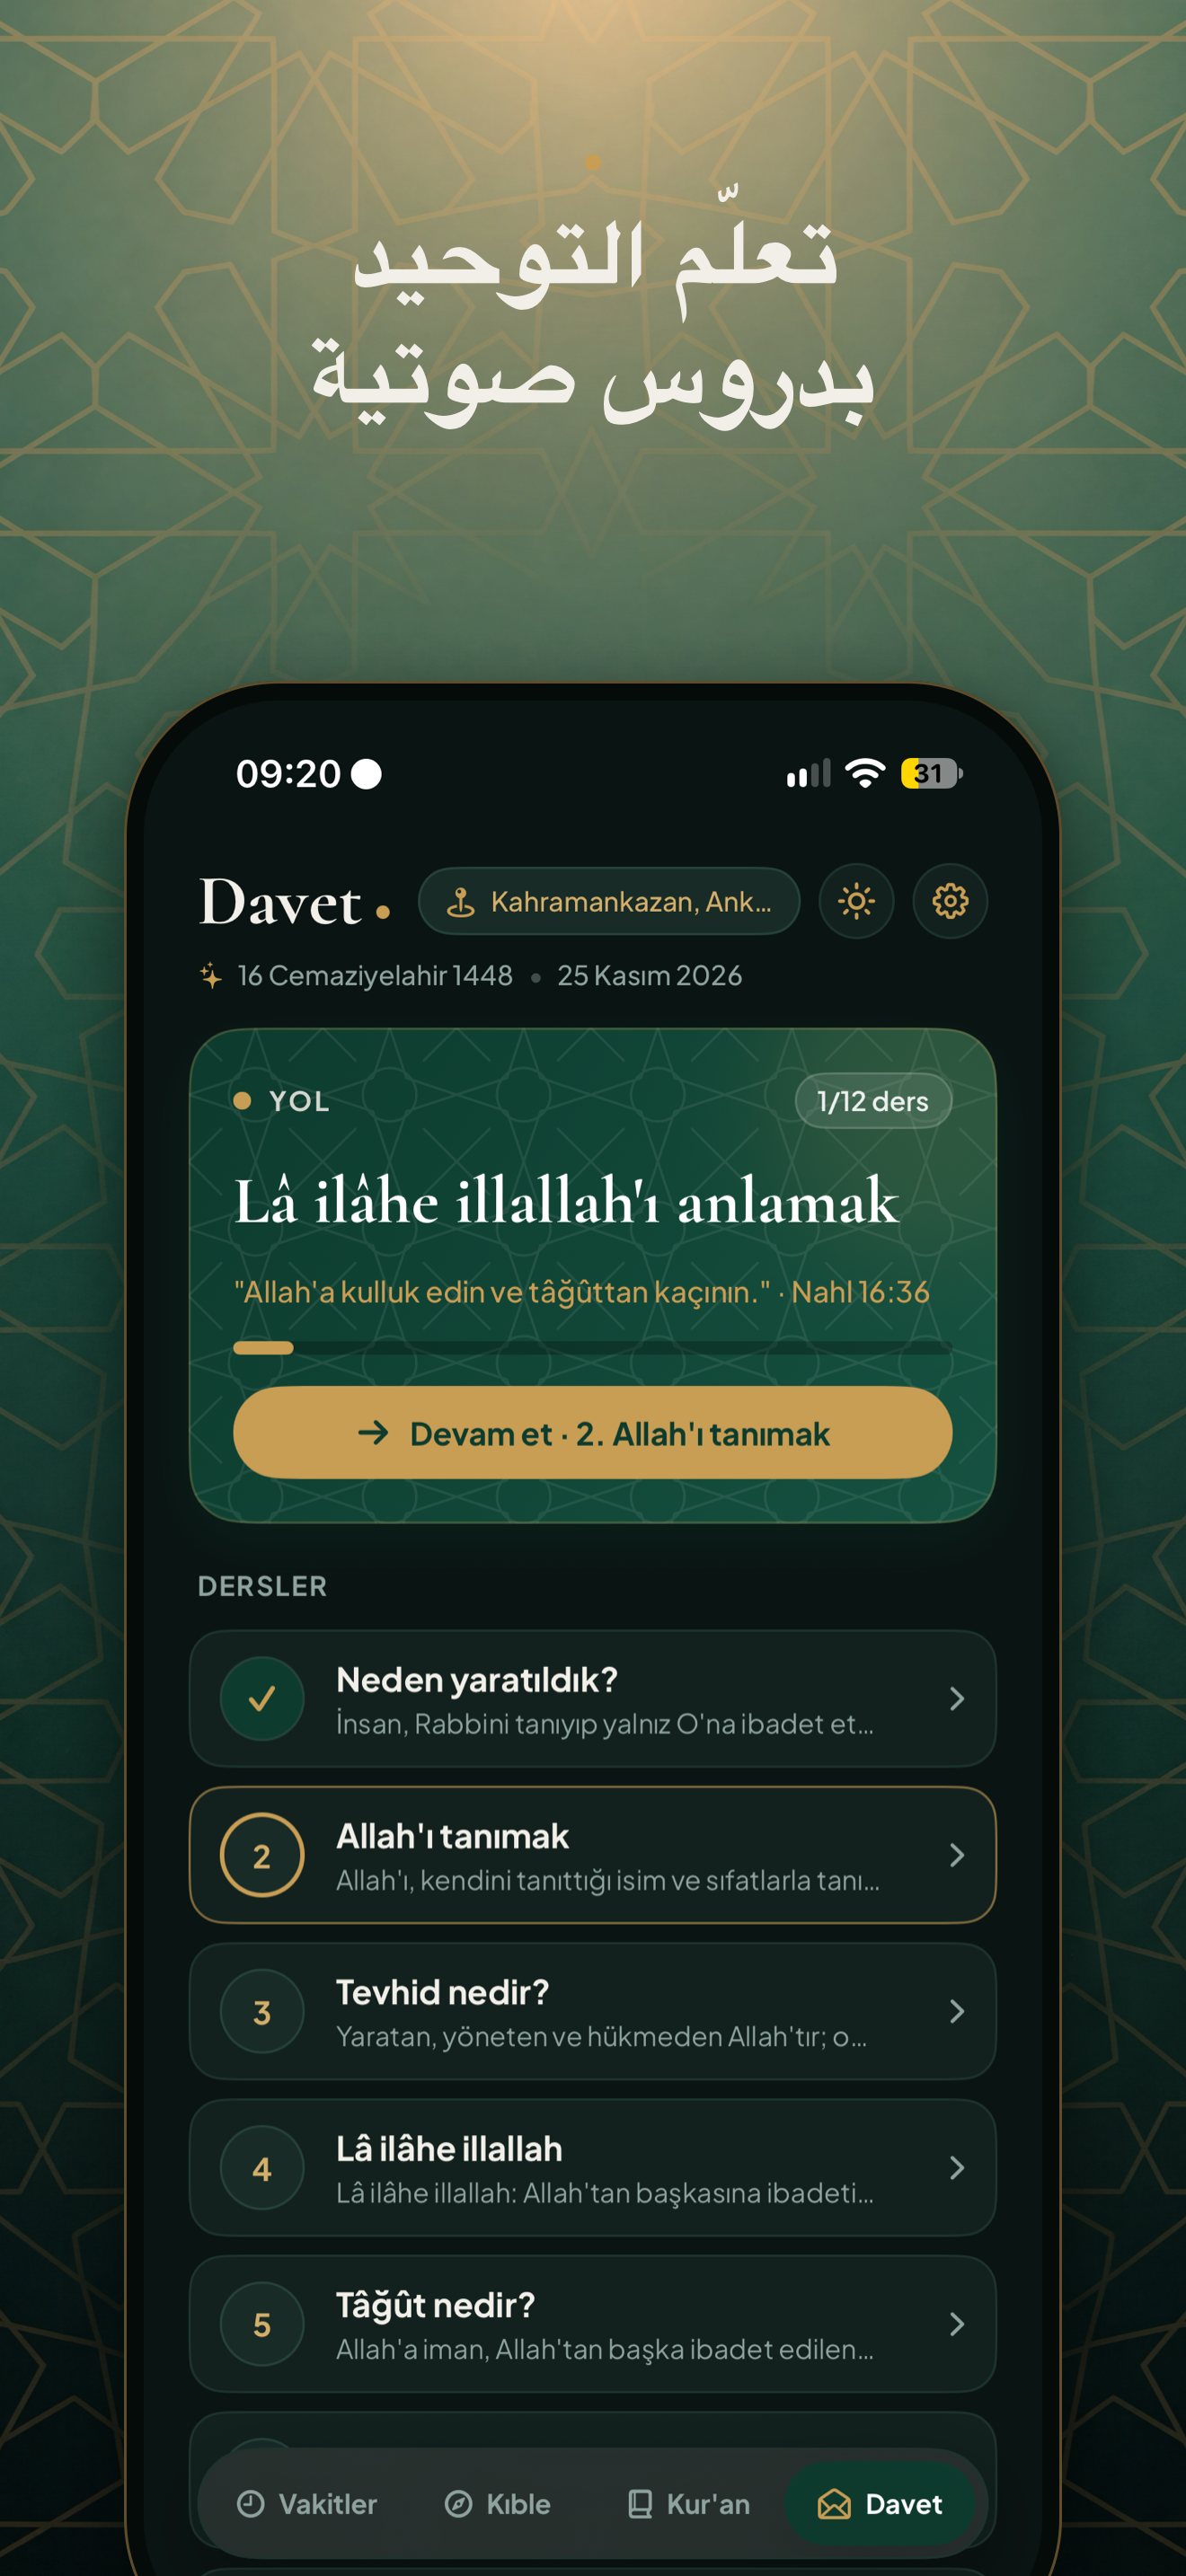 تعلّم التوحيد
بدروس صوتية
09:20
31
Davet
Kahramankazan, Ank...
16 Cemaziyelahir 1448 • 25 Kasım 2026
YOL
1/12 ders
Lâ ilâhe illallah'ı anlamak
"Allah'a kulluk edin ve tâğûttan kaçının." · Nahl 16:36
→ Devam et · 2. Allah'ı tanımak
DERSLER
Neden yaratıldık?
İnsan, Rabbini tanıyıp yalnız O'na ibadet et...
2
Allah'ı tanımak
Allah'ı, kendini tanıttığı isim ve sıfatlarla tanı...
3
Tevhid nedir?
Yaratan, yöneten ve hükmeden Allah'tır; o...
4
Lâ ilâhe illallah
Lâ ilâhe illallah: Allah'tan başkasına ibadeti...
5
Tâğût nedir?
Allah'a iman, Allah'tan başka ibadet edilen...
Vakitler
Kıble
Kur'an
Davet